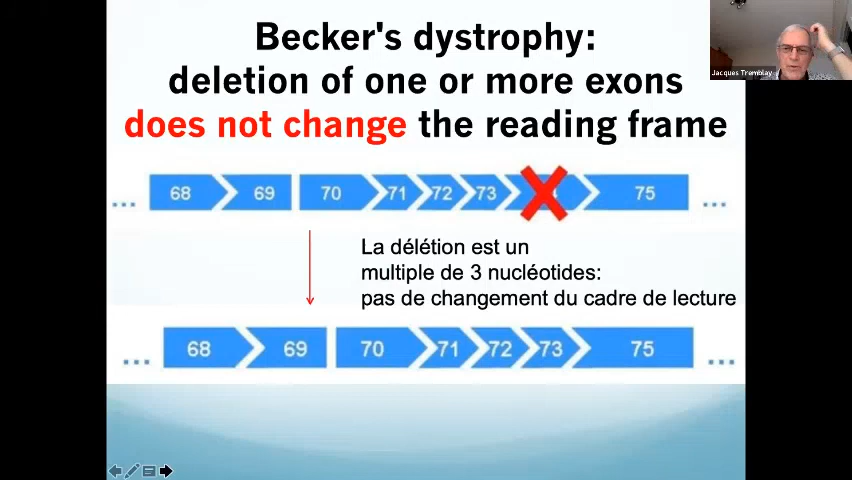 Becker's dystrophy:
deletion of one or more exons
does not change the reading frame
Jacques Tremblay
... 68 69 70 71 72 73 75 ...
La délétion est un
multiple de 3 nucléotides:
pas de changement du cadre de lecture
... 68 69 70 71 72 73 75 ...